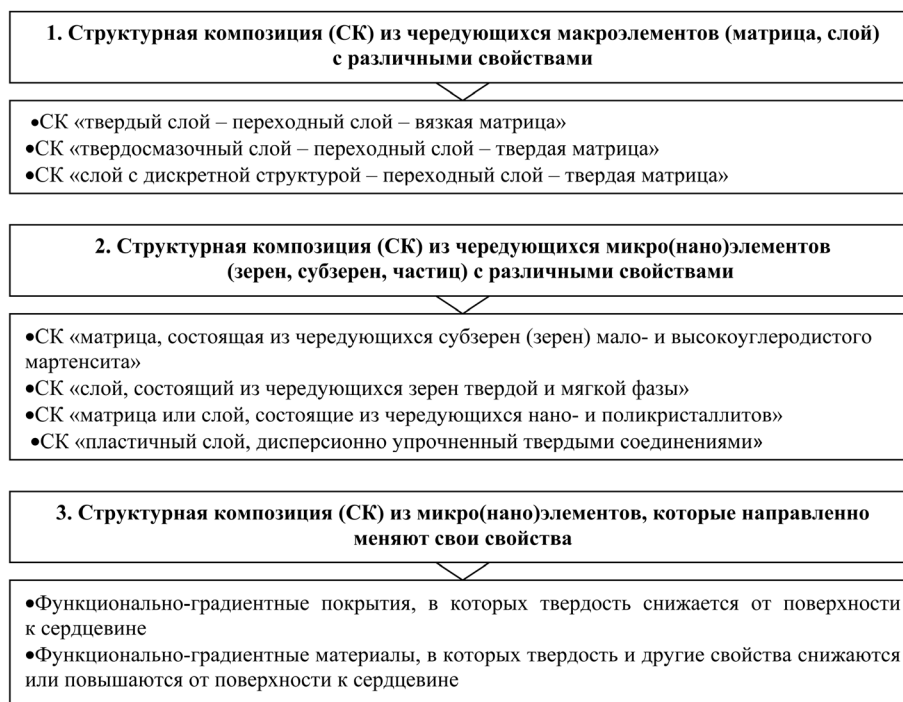 1. Структурная композиция (СК) из чередующихся макроэлементов (матрица, слой)
с различными свойствами
•СК «твердый слой – переходный слой – вязкая матрица»
•СК «твердосмазочный слой – переходный слой – твердая матрица»
•СК «слой с дискретной структурой – переходный слой – твердая матрица»
2. Структурная композиция (СК) из чередующихся микро(нано)элементов
(зерен, субзерен, частиц) с различными свойствами
•СК «матрица, состоящая из чередующихся субзерен (зерен) мало- и высокоуглеродистого
мартенсита»
•СК «слой, состоящий из чередующихся зерен твердой и мягкой фазы»
•СК «матрица или слой, состоящие из чередующихся нано- и поликристаллитов»
•СК «пластичный слой, дисперсионно упрочненный твердыми соединениями»
3. Структурная композиция (СК) из микро(нано)элементов, которые направленно
меняют свои свойства
•Функционально-градиентные покрытия, в которых твердость снижается от поверхности
к сердцевине
•Функционально-градиентные материалы, в которых твердость и другие свойства снижаются
или повышаются от поверхности к сердцевине